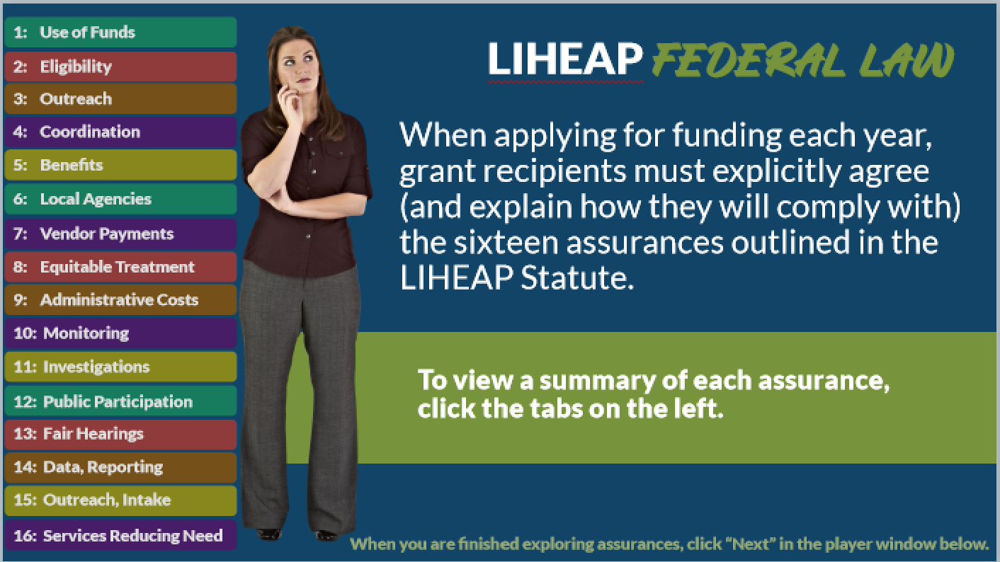 1: Use of Funds
2: Eligibility
3: Outreach
4: Coordination
5: Benefits
6: Local Agencies
7: Vendor Payments
8: Equitable Treatment
9: Administrative Costs
10: Monitoring
11: Investigations
12: Public Participation
13: Fair Hearings
14: Data, Reporting
15: Outreach, Intake
16: Services Reducing Need
LIHEAP FEDERAL LAW
When applying for funding each year,
grant recipients must explicitly agree
(and explain how they will comply with)
the sixteen assurances outlined in the
LIHEAP Statute.
To view a summary of each assurance,
click the tabs on the left.
When you are finished exploring assurances, click “Next” in the player window below.